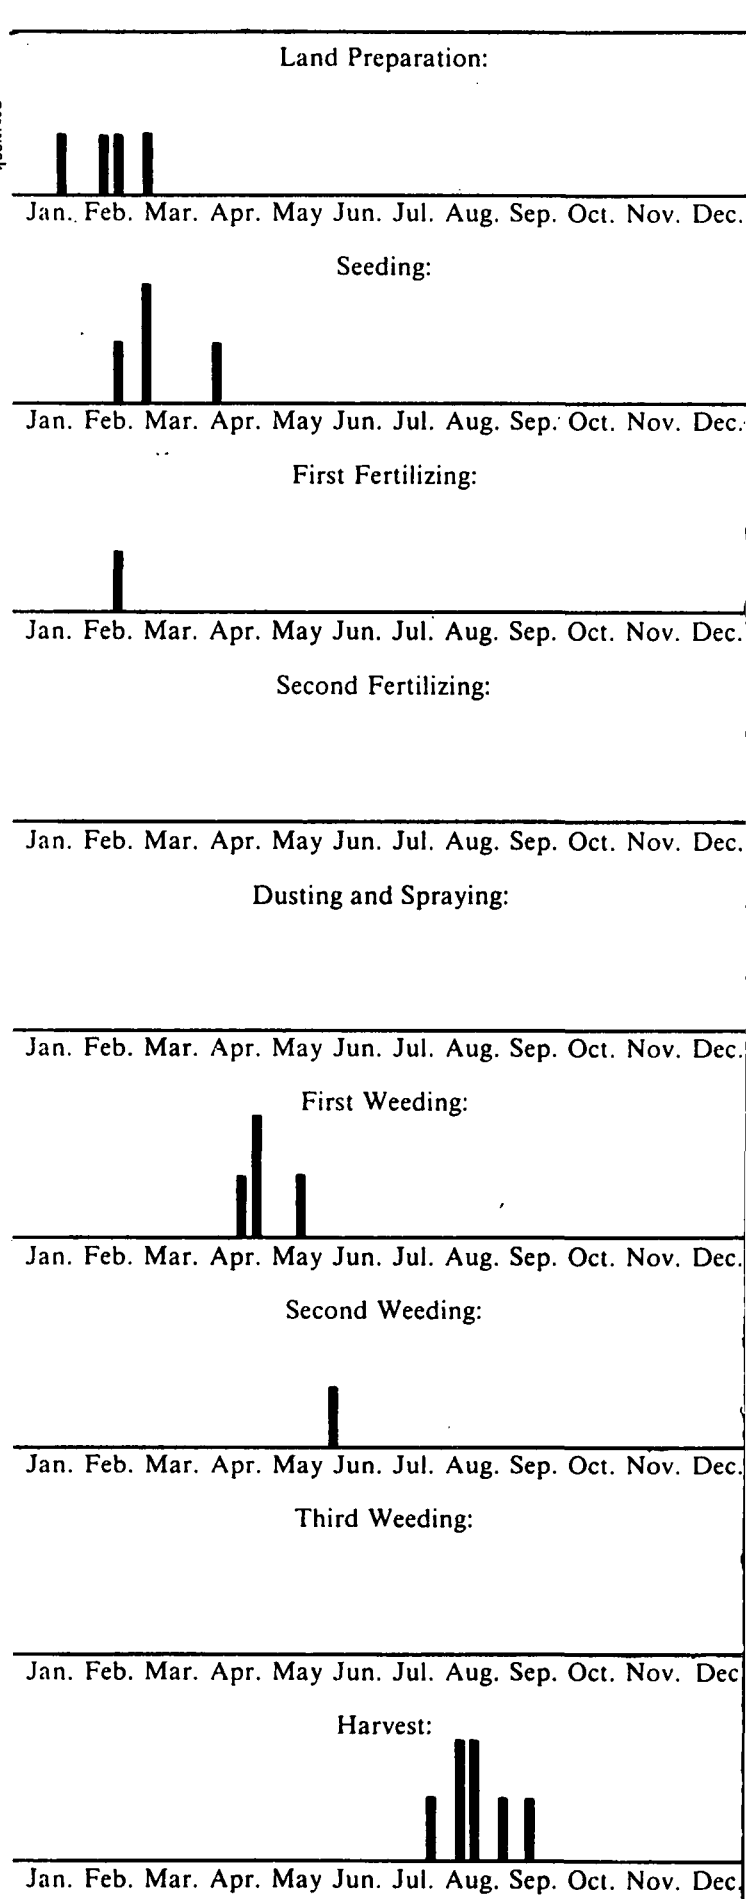 Land Preparation:
Jan. Feb. Mar. Apr. May Jun. Jul. Aug. Sep. Oct. Nov. Dec.
Seeding:
Jan. Feb. Mar. Apr. May Jun. Jul. Aug. Sep. Oct. Nov. Dec.
First Fertilizing:
Jan. Feb. Mar. Apr. May Jun. Jul. Aug. Sep. Oct. Nov. Dec.
Second Fertilizing:
Jan. Feb. Mar. Apr. May Jun. Jul. Aug. Sep. Oct. Nov. Dec.
Dusting and Spraying:
Jan. Feb. Mar. Apr. May Jun. Jul. Aug. Sep. Oct. Nov. Dec.
First Weeding:
Jan. Feb. Mar. Apr. May Jun. Jul. Aug. Sep. Oct. Nov. Dec.
Second Weeding:
Jan. Feb. Mar. Apr. May Jun. Jul. Aug. Sep. Oct. Nov. Dec.
Third Weeding:
Jan. Feb. Mar. Apr. May Jun. Jul. Aug. Sep. Oct. Nov. Dec
Harvest:
Jan. Feb. Mar. Apr. May Jun. Jul. Aug. Sep. Oct. Nov. Dec.